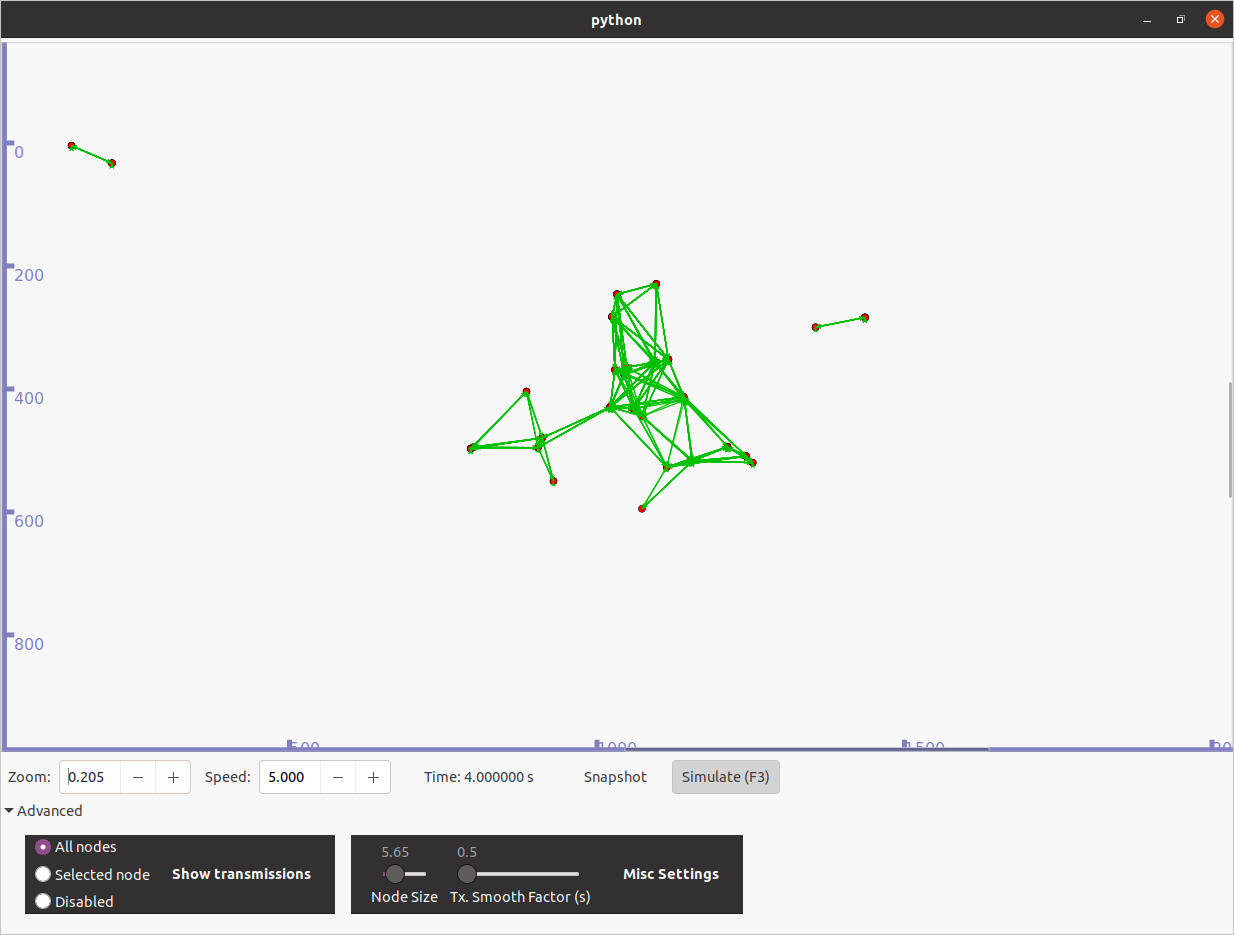 python
0
200
400
600
800
500 1000 1500
Zoom: 0.205 − + Speed: 5.000 − + Time: 4.000000 s Snapshot Simulate (F3)
Advanced
All nodes
Selected node
Disabled
Show transmissions
5.65 0.5
Node Size Tx. Smooth Factor (s)
Misc Settings